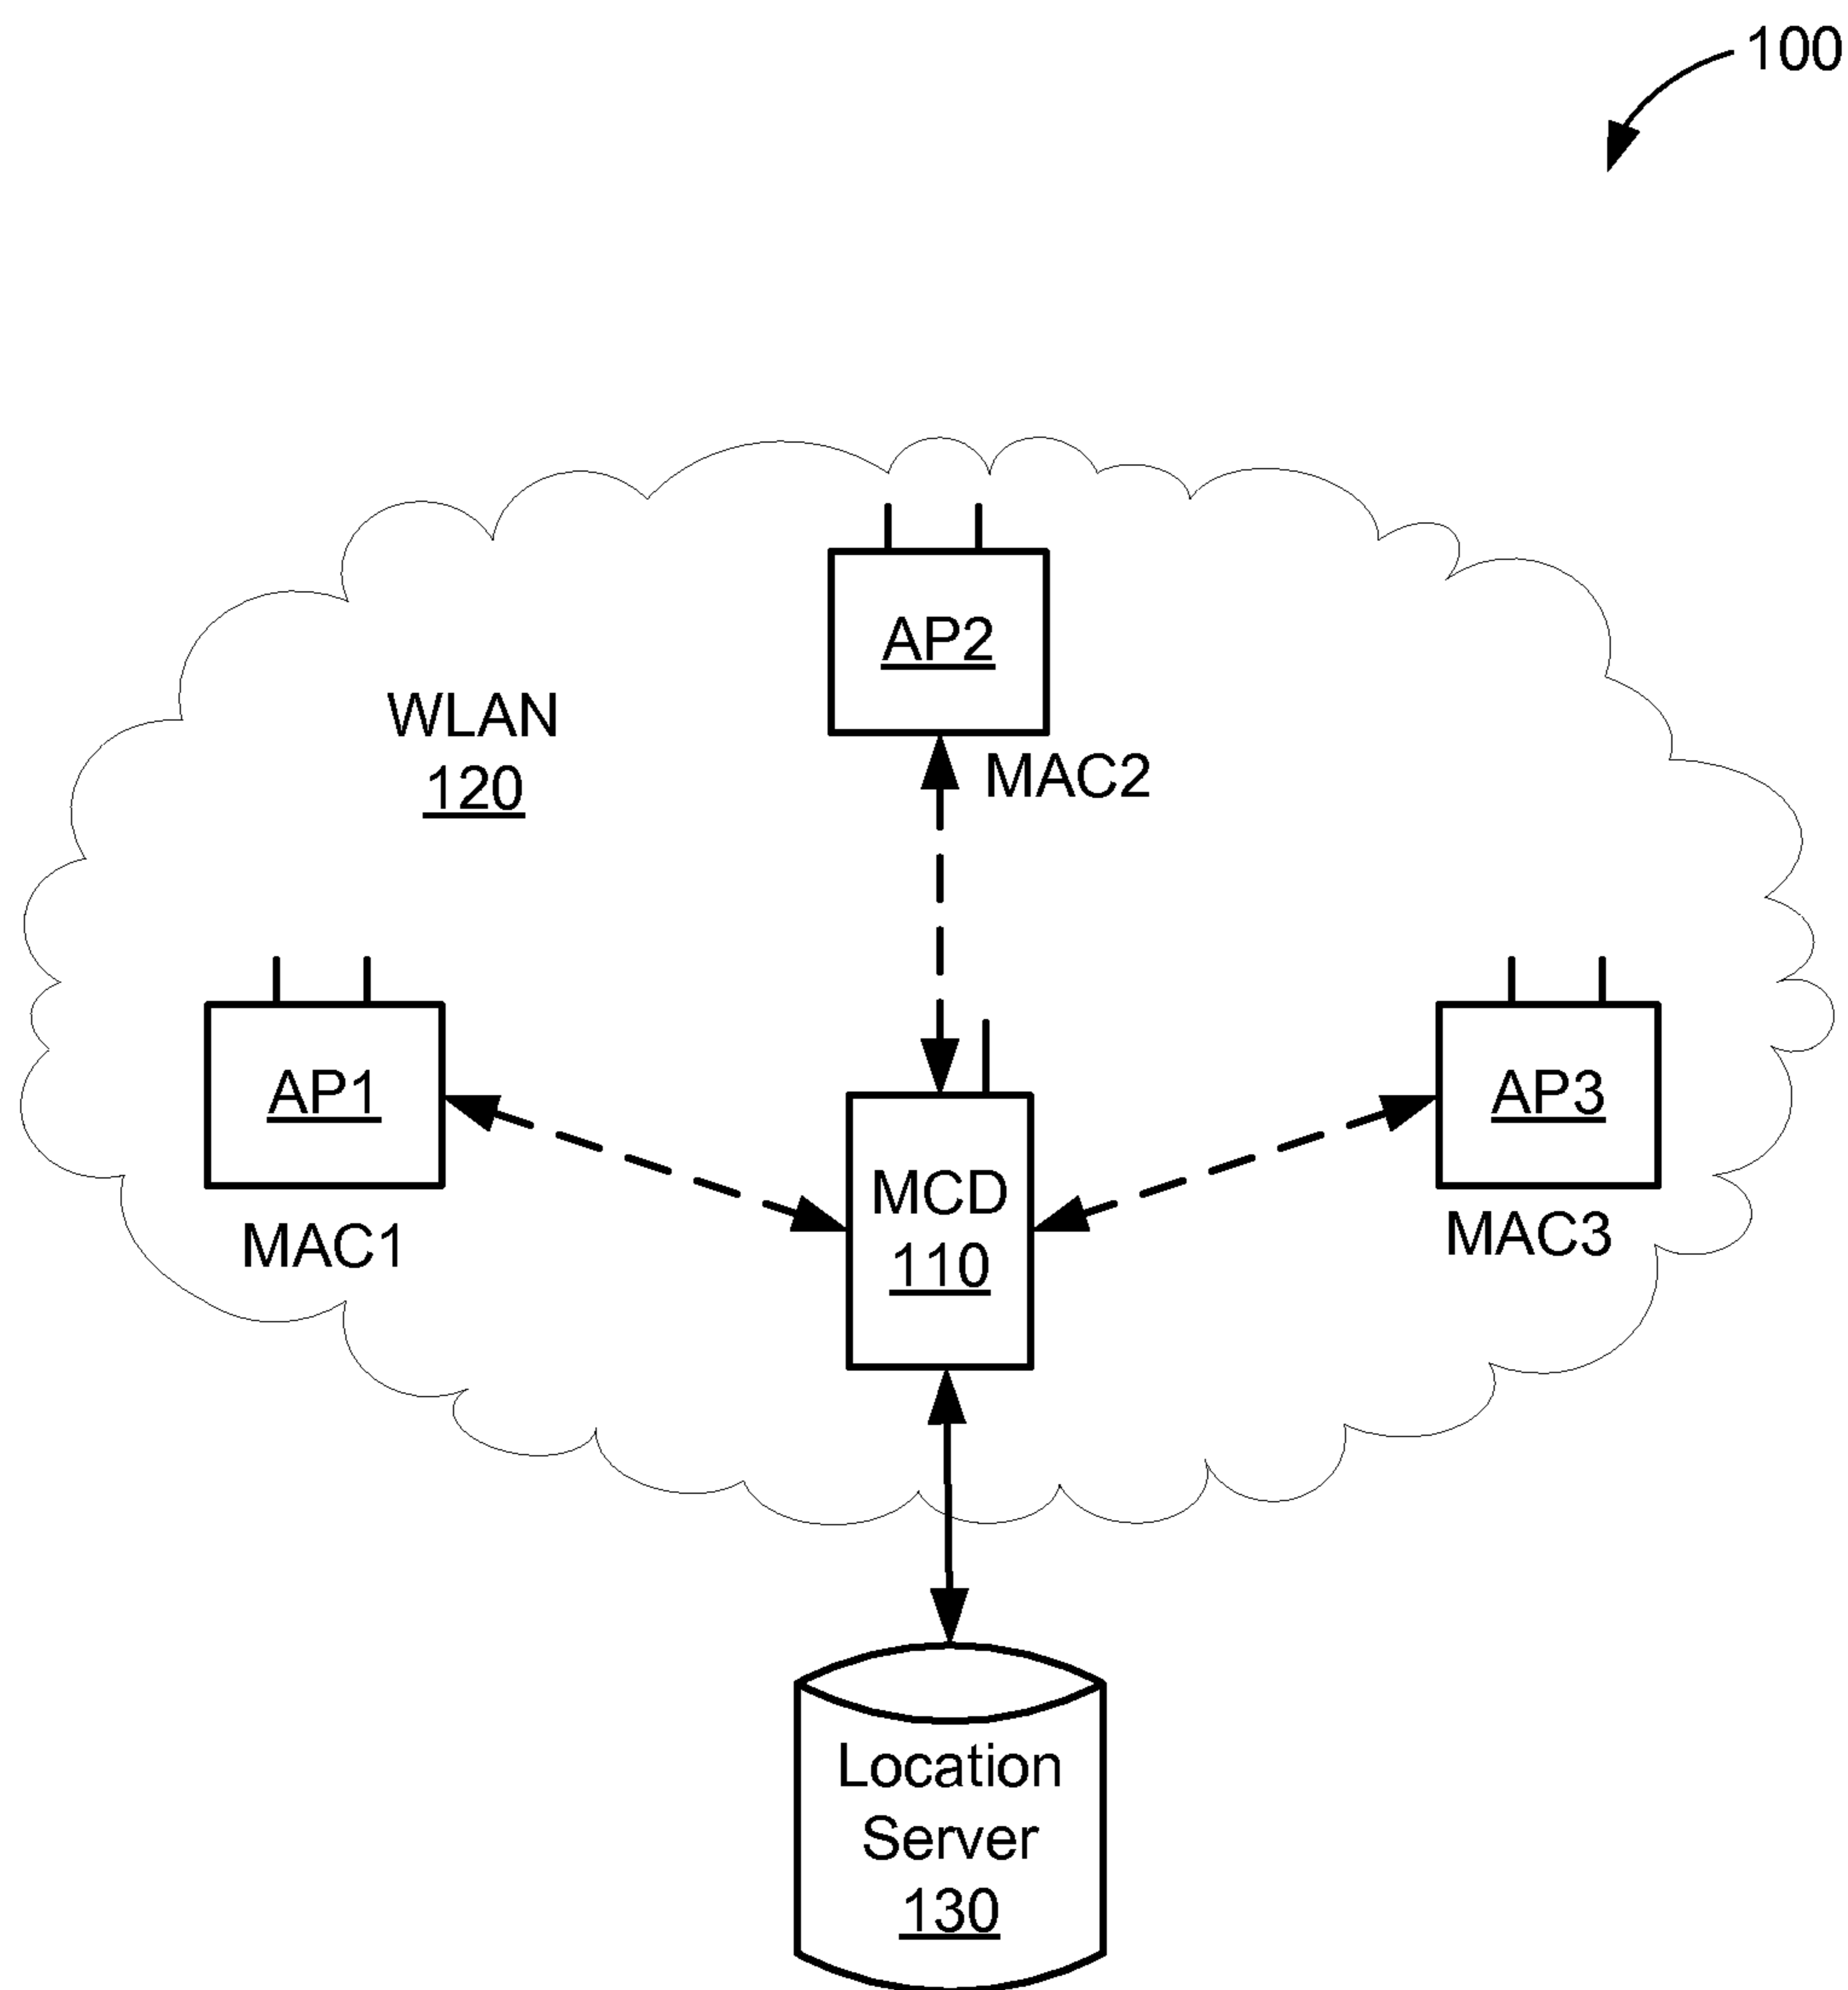 100
AP2
WLAN
120
MAC2
AP1
AP3
MCD
110
MAC1
MAC3
Location
Server
130